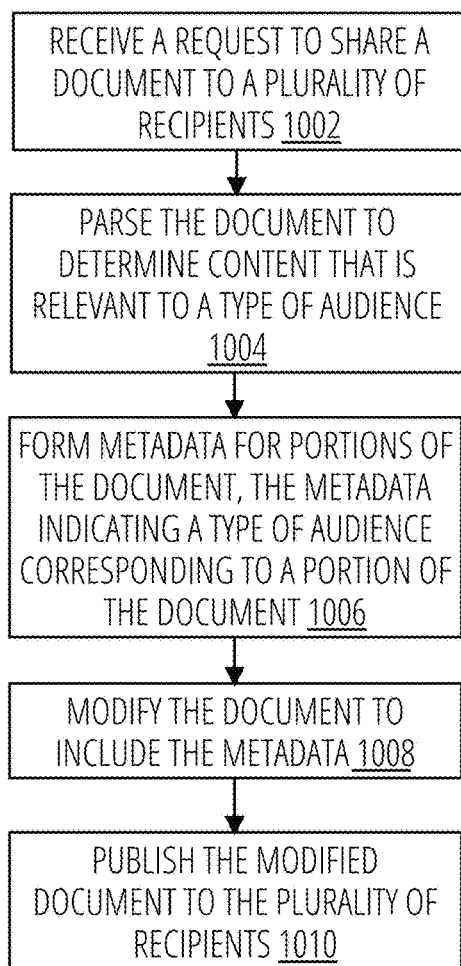 RECEIVE A REQUEST TO SHARE A
DOCUMENT TO A PLURALITY OF
RECIPIENTS 1002
PARSE THE DOCUMENT TO
DETERMINE CONTENT THAT IS
RELEVANT TO A TYPE OF AUDIENCE
1004
FORM METADATA FOR PORTIONS OF
THE DOCUMENT, THE METADATA
INDICATING A TYPE OF AUDIENCE
CORRESPONDING TO A PORTION OF
THE DOCUMENT 1006
MODIFY THE DOCUMENT TO
INCLUDE THE METADATA 1008
PUBLISH THE MODIFIED
DOCUMENT TO THE PLURALITY OF
RECIPIENTS 1010